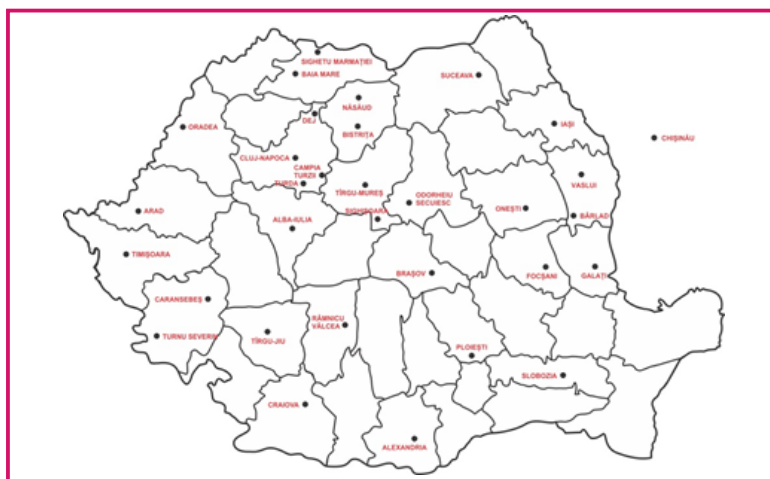 SIGHETU MARMAȚIEI
BAIA MARE
SUCEAVA
NĂSĂUD
DEJ
ORADEA
BISTRIȚA
IAȘI
CHIȘINĂU
CLUJ-NAPOCA
CAMPIA
TURZII
TURDA
VASLUI
TÎRGU-MUREȘ
ODORHEIU
SECUIESC
ARAD
ONEȘTI
SIGHIȘOARA
BÂRLAD
ALBA-IULIA
TIMIȘOARA
BRAȘOV
FOCȘANI
GALAȚI
CARANSEBEȘ
RÂMNICU
VÂLCEA
TURNU SEVERIN
TÎRGU-JIU
PLOIEȘTI
SLOBOZIA
CRAIOVA
ALEXANDRIA